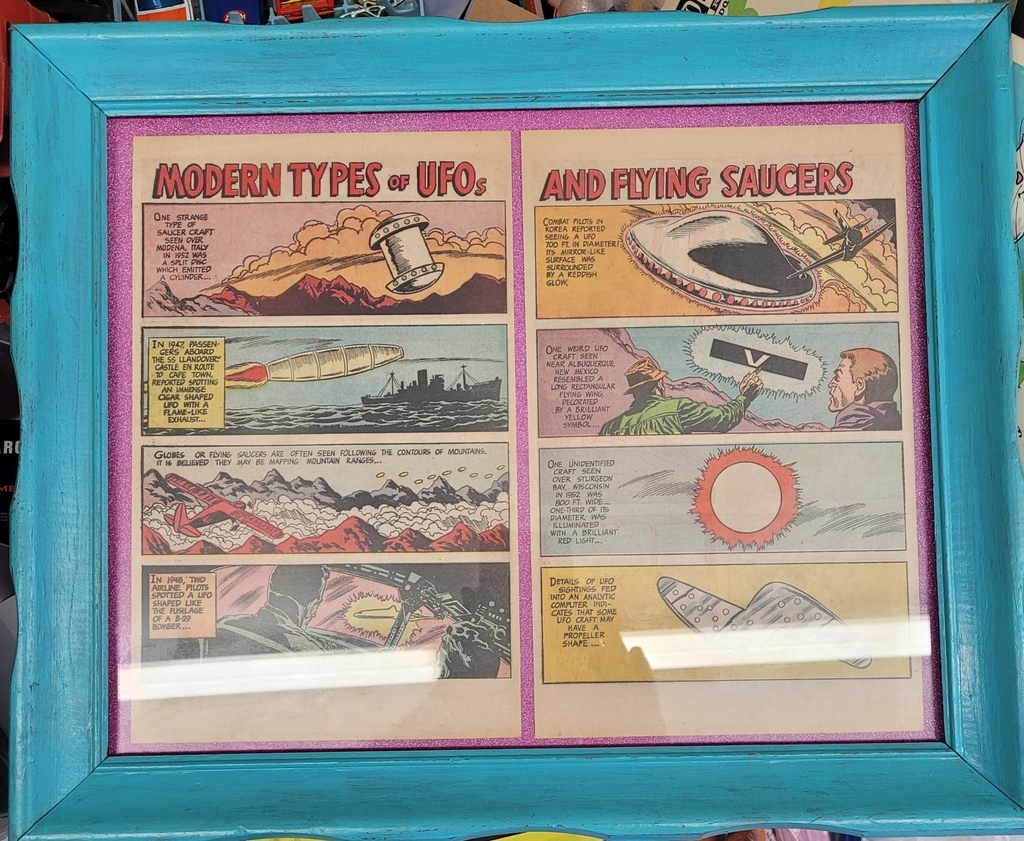 MODERN TYPES OF UFOs
ONE STRANGE
TYPE OF
SAUCER CRAFT
SEEN OVER
MODENA, ITALY
IN 1952 WAS
A SPLIT DISC
WHICH EMITTED
A CYLINDER...
IN 1947, PASSEN-
GERS ABOARD
THE SS LLANDOVERY
CASTLE EN ROUTE
TO CAPE TOWN,
REPORTED SPOTTING
AN IMMENSE
CIGAR SHAPED
UFO WITH A
FLAME-LIKE
EXHAUST...
GLOBES OR FLYING SAUCERS ARE OFTEN SEEN FOLLOWING THE CONTOURS OF MOUNTAINS.
IT IS BELIEVED THEY MAY BE MAPPING MOUNTAIN RANGES...
IN 1948, TWO
AIRLINE PILOTS
SPOTTED A UFO
SHAPED LIKE
THE FUSILAGE
OF A B-29
BOMBER...
AND FLYING SAUCERS
COMBAT PILOTS IN
KOREA REPORTED
SEEING A UFO
700 FT. IN DIAMETER!
ITS MIRROR-LIKE
SURFACE WAS
SURROUNDED
BY A REDDISH
GLOW,
ONE WEIRD UFO
CRAFT SEEN
NEAR ALBUQUERQUE,
NEW MEXICO
RESEMBLED A
LONG RECTANGULAR
FLYING WING,
DECORATED
BY A BRILLIANT
YELLOW
SYMBOL...
V
ONE UNIDENTIFIED
CRAFT SEEN
OVER STURGEON
BAY, WISCONSIN
IN 1952 WAS
800 FT. WIDE...
ONE-THIRD OF ITS
DIAMETER WAS
ILLUMINATED
WITH A BRILLIANT
RED LIGHT...
DETAILS OF UFO
SIGHTINGS FED
INTO AN ANALYTIC
COMPUTER INDI-
CATES THAT SOME
UFO CRAFT MAY
HAVE A
PROPELLER
SHAPE...